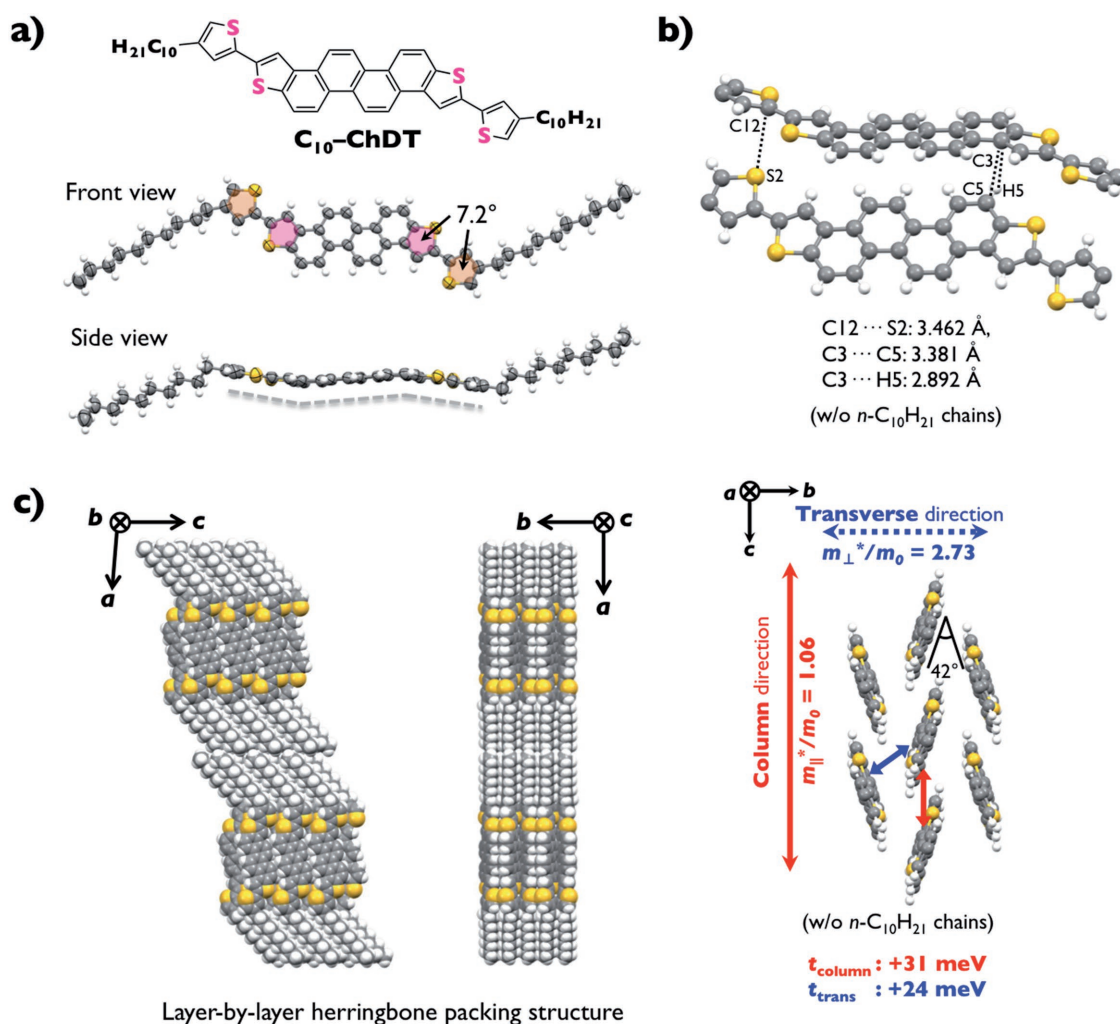 a)
H₂₁C₁₀
S
S
S
S
C₁₀H₂₁
C₁₀–ChDT
Front view
7.2°
Side view
b)
C12
S2
C3
C5
H5
C12 ··· S2: 3.462 Å,
C3 ··· C5: 3.381 Å
C3 ··· H5: 2.892 Å
(w/o n-C₁₀H₂₁ chains)
c)
b
c
a
b
c
a
Layer-by-layer herringbone packing structure
a
b
c
Transverse direction
m⊥*/m₀ = 2.73
Column direction
m∥*/m₀ = 1.06
42°
(w/o n-C₁₀H₂₁ chains)
t_column : +31 meV
t_trans : +24 meV